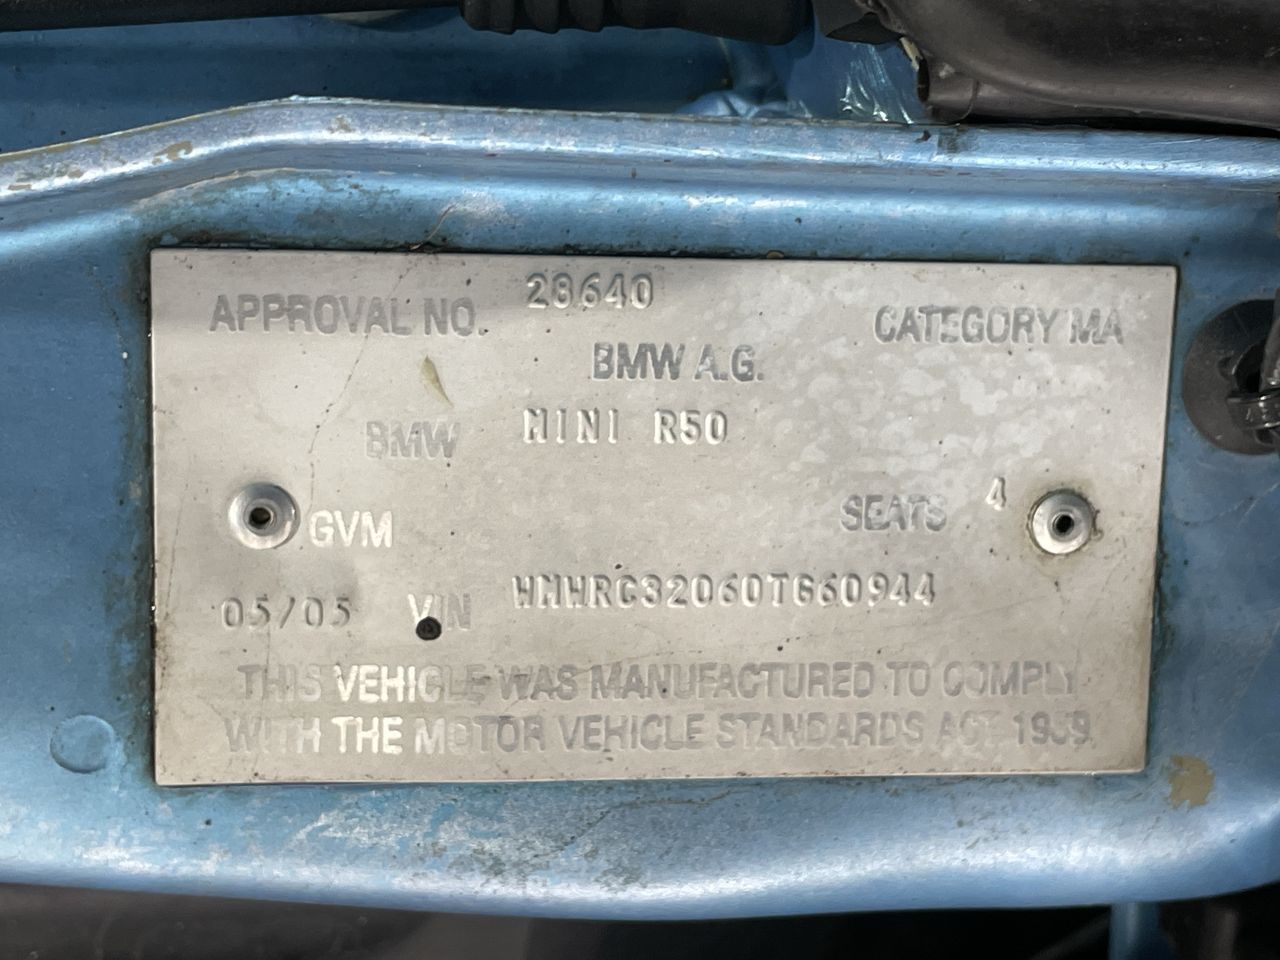 APPROVAL NO. 23640 CATEGORY MA
BMW A.G.
BMW MINI R50
GVM SEATS 4
05/05 VIN WMWRC32060TG60944
THIS VEHICLE WAS MANUFACTURED TO COMPLY
WITH THE MOTOR VEHICLE STANDARDS ACT 1989